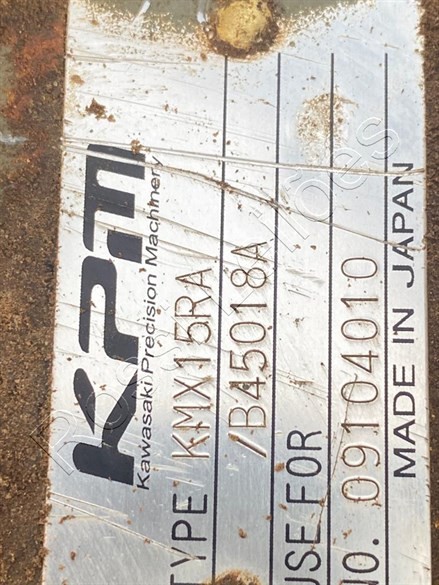 KPM
Kawasaki Precision Machinery
TYPE KMX15RA
/B45018A
USE FOR
NO. 09104010
MADE IN JAPAN